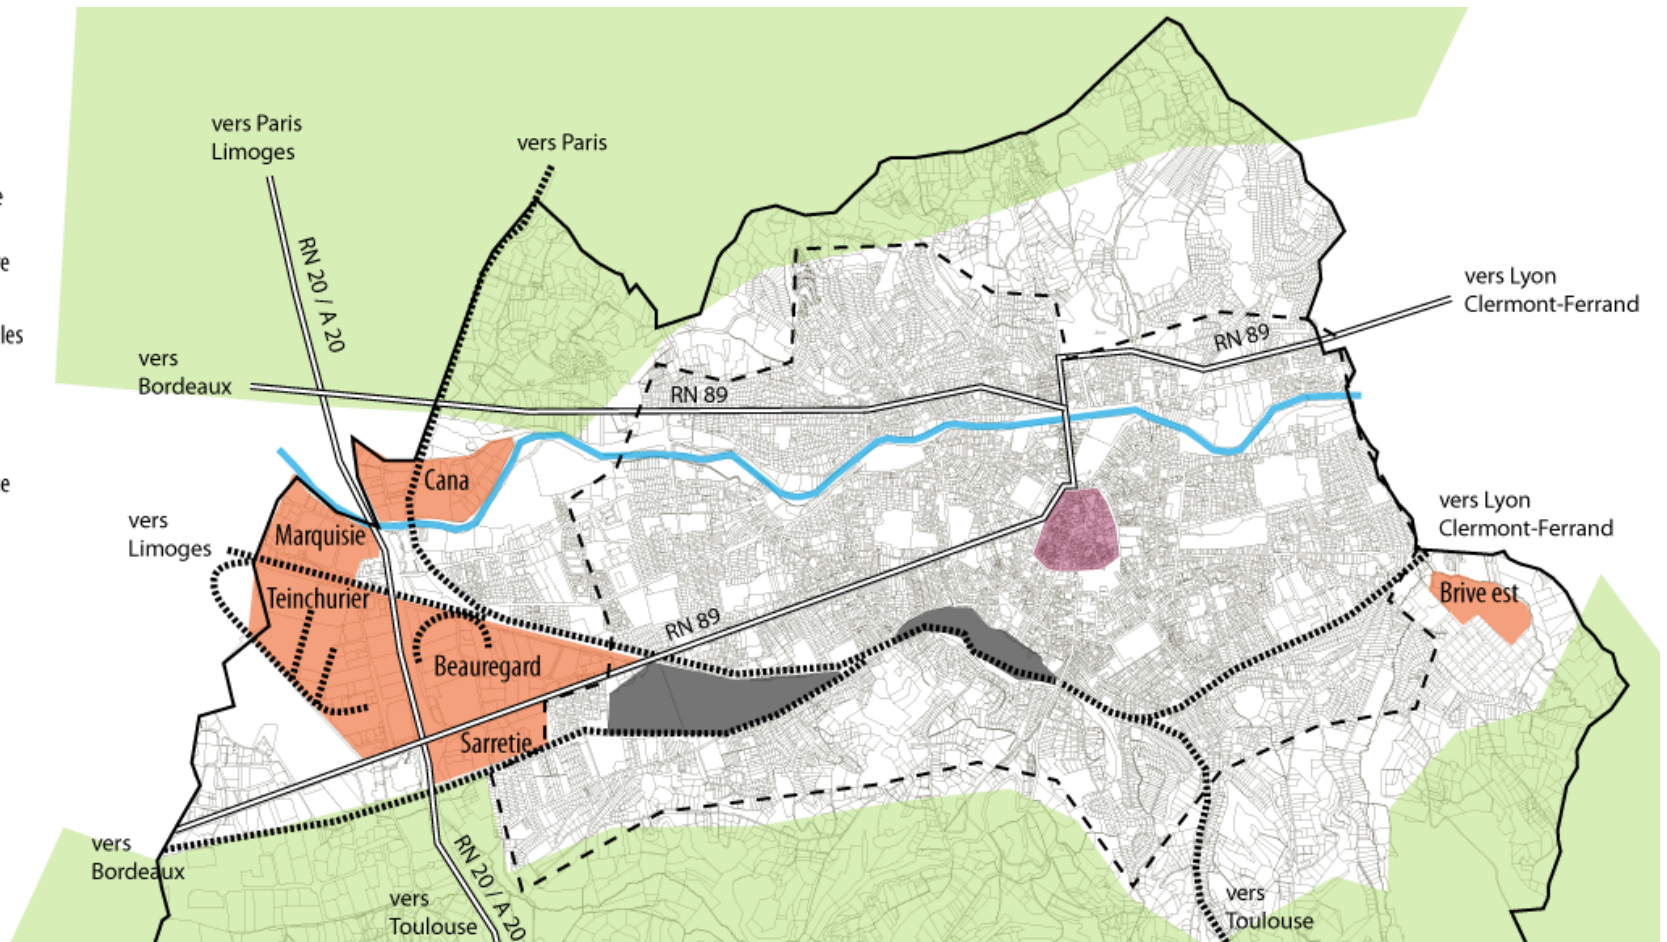 vers Paris
Limoges
vers Paris
e
RN 20 / A 20
re
vers Lyon
Clermont-Ferrand
les
RN 89
vers
Bordeaux
RN 89
Cana
e
vers Lyon
Clermont-Ferrand
vers
Limoges
Marquisie
Teinchurier
Brive est
RN 89
Beauregard
Sarretie
vers
Bordeaux
RN 20 / A 20
vers
Toulouse
vers
Toulouse